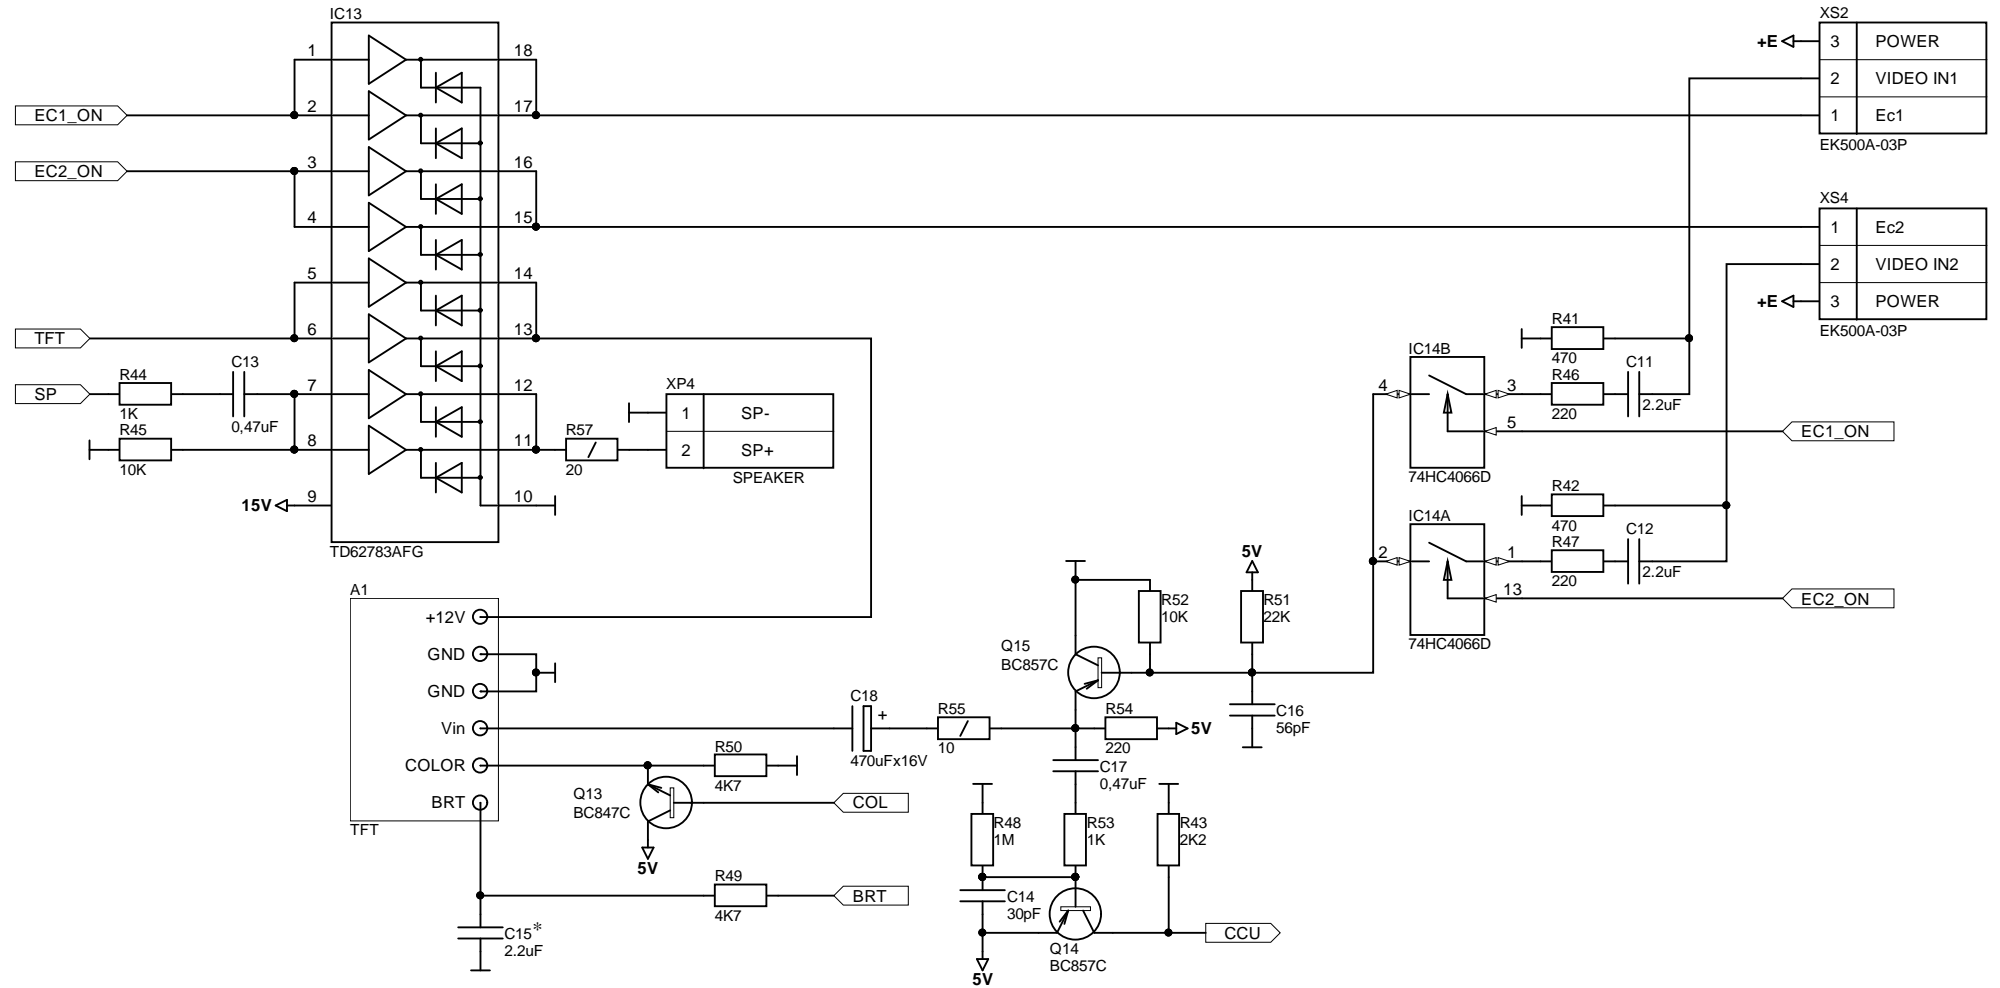 IC13
1
18
EC1_ON
2
17
EC2_ON
3
16
4
15
5
14
TFT
6
13
SP
R44
1K
C13
0,47uF
7
12
R45
10K
8
11
R57
20
15V
9
10
TD62783AFG
XP4
1 SP-
2 SP+
SPEAKER
XS2
+E 3 POWER
2 VIDEO IN1
1 Ec1
EK500A-03P
XS4
1 Ec2
2 VIDEO IN2
+E 3 POWER
EK500A-03P
R41
470
IC14B
4
3
R46
220
C11
2.2uF
5
EC1_ON
74HC4066D
R42
470
IC14A
2
1
R47
220
C12
2.2uF
13
EC2_ON
74HC4066D
A1
+12V
GND
GND
Vin
COLOR
BRT
TFT
C18
+
470uFx16V
R55
10
Q15
BC857C
R52
10K
5V
R51
22K
R54
220
5V
C16
56pF
C17
0,47uF
R50
4K7
Q13
BC847C
COL
5V
R49
4K7
BRT
C15*
2.2uF
R48
1M
R53
1K
R43
2K2
C14
30pF
Q14
BC857C
5V
CCU